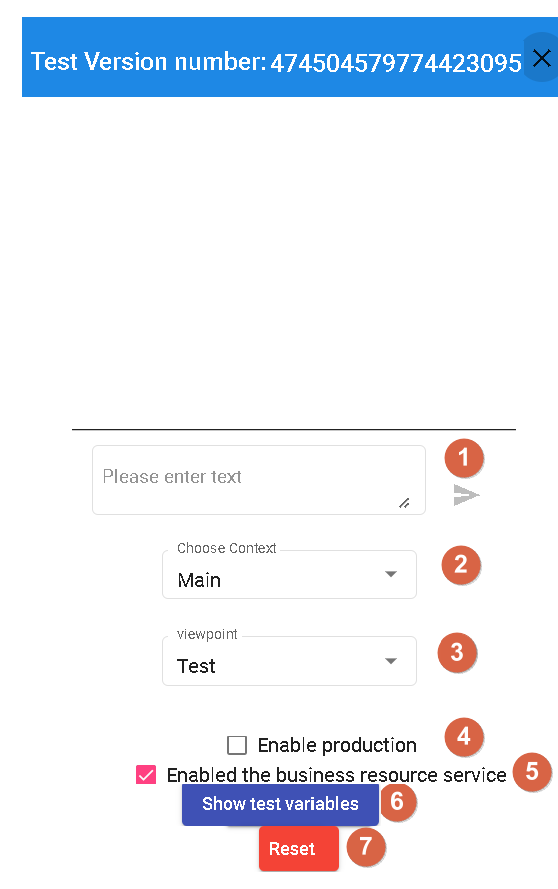 Test Version number: 474504579774423095
Please enter text
1
Choose Context
Main
2
viewpoint
Test
3
Enable production
4
Enabled the business resource service
5
Show test variables
6
Reset
7